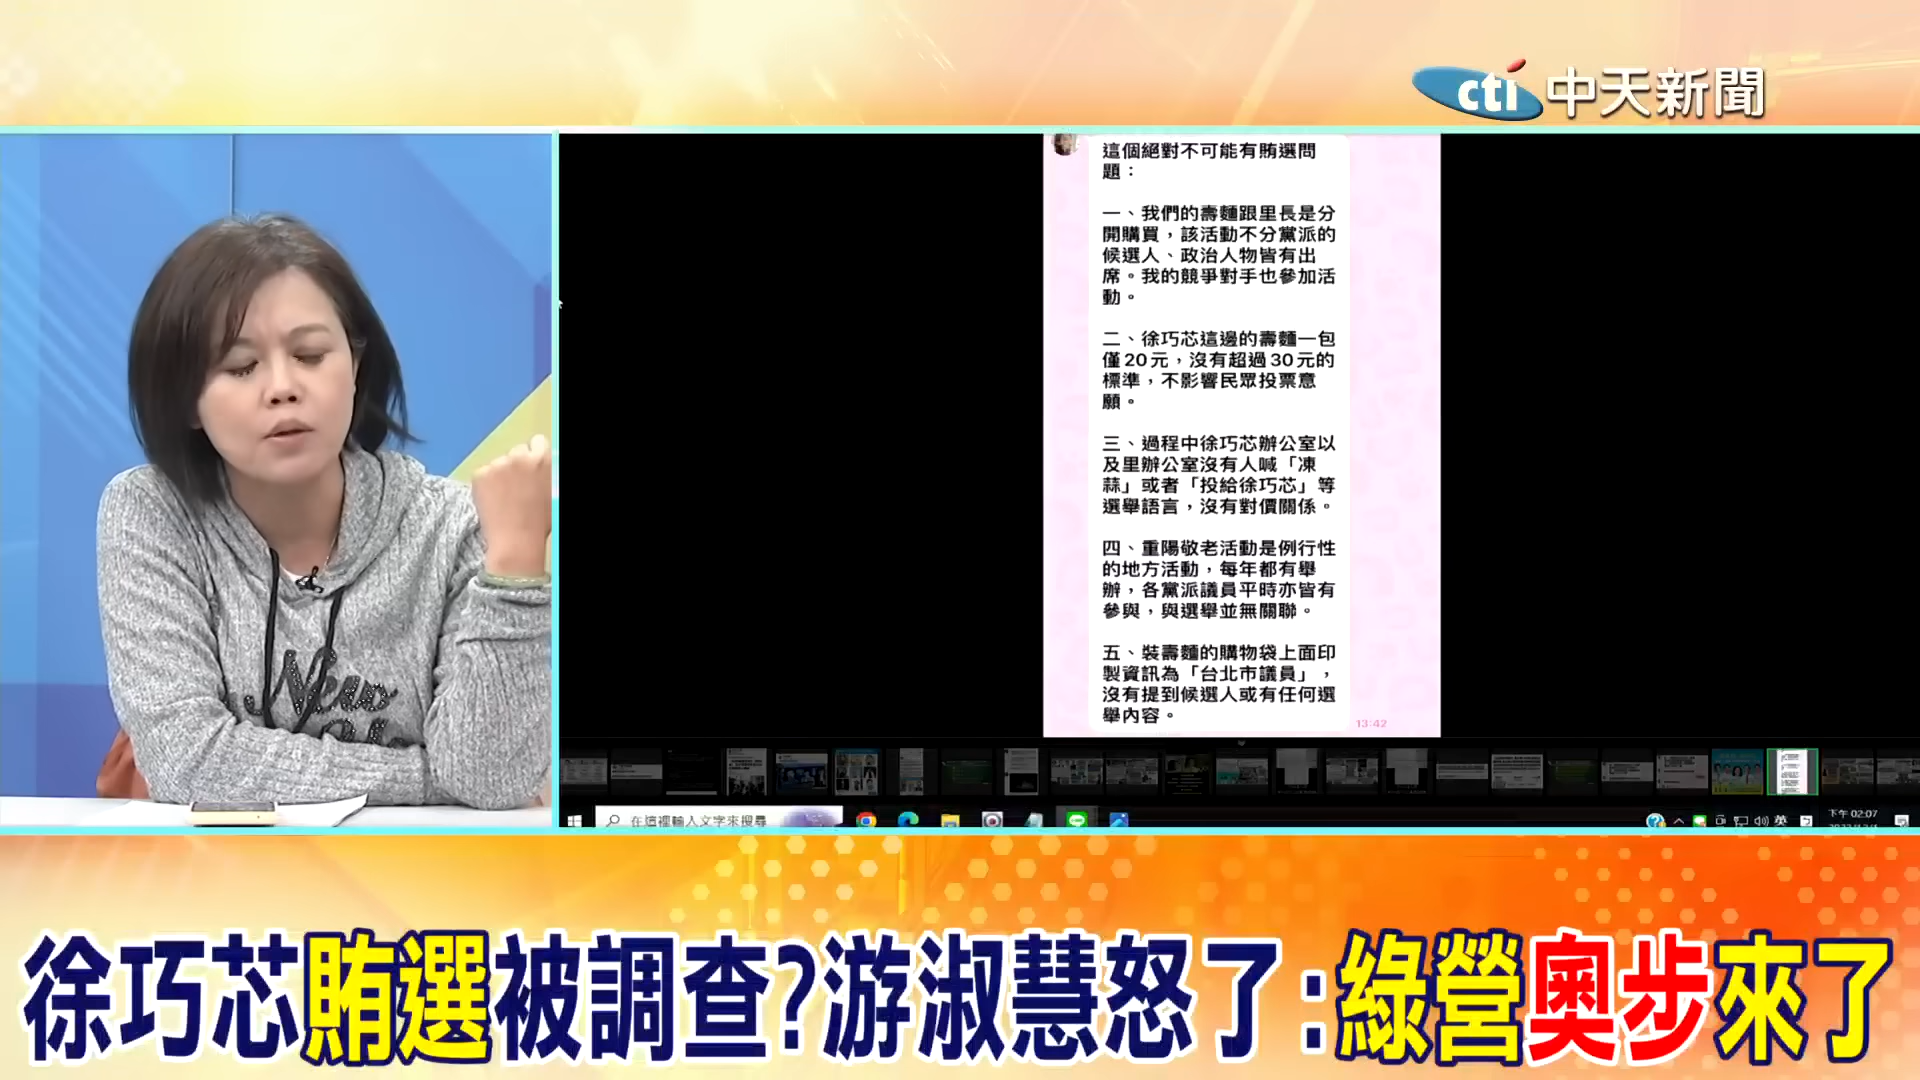 cti 中天新聞
這個絕對不可能有賄選問
題：
一、我們的壽麵跟里長是分
開購買，該活動不分黨派的
候選人、政治人物皆有出
席。我的競爭對手也參加活
動。
二、徐巧芯這邊的壽麵一包
僅20元，沒有超過30元的
標準，不影響民眾投票意
願。
三、過程中徐巧芯辦公室以
及里辦公室沒有人喊「凍
蒜」或者「投給徐巧芯」等
選舉語言，沒有對價關係。
四、重陽敬老活動是例行性
的地方活動，每年都有舉
辦，各黨派議員平時亦皆有
參與，與選舉並無關聯。
五、裝壽麵的購物袋上面印
製資訊為「台北市議員」，
沒有提到候選人或有任何選
舉內容。
13:42
New
在這裡輸入文字來搜尋
英
下午 02:07
徐巧芯賄選被調查?游淑慧怒了:綠營奧步來了